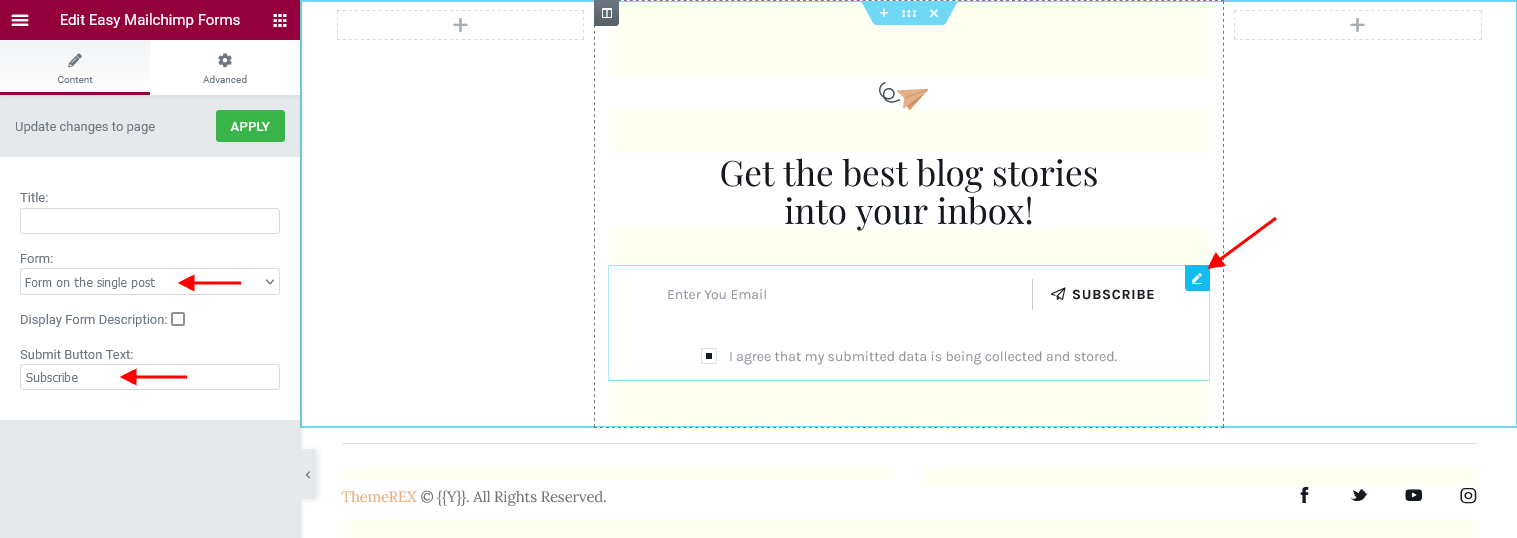 Edit Easy Mailchimp Forms
Content
Advanced
Update changes to page
APPLY
Title:
Form:
Form on the single post
Display Form Description:
Submit Button Text:
Subscribe
Get the best blog stories
into your inbox!
Enter You Email
SUBSCRIBE
I agree that my submitted data is being collected and stored.
ThemeREX © {{Y}}. All Rights Reserved.